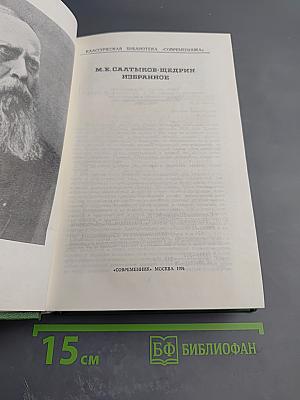 КЛАССИЧЕСКАЯ БИБЛИОТЕКА «СОВРЕМЕННИКА»
М. Е. САЛТЫКОВ-ЩЕДРИН
ИЗБРАННОЕ
«СОВРЕМЕННИК» МОСКВА
15 см
БФ БИБЛИОФАН